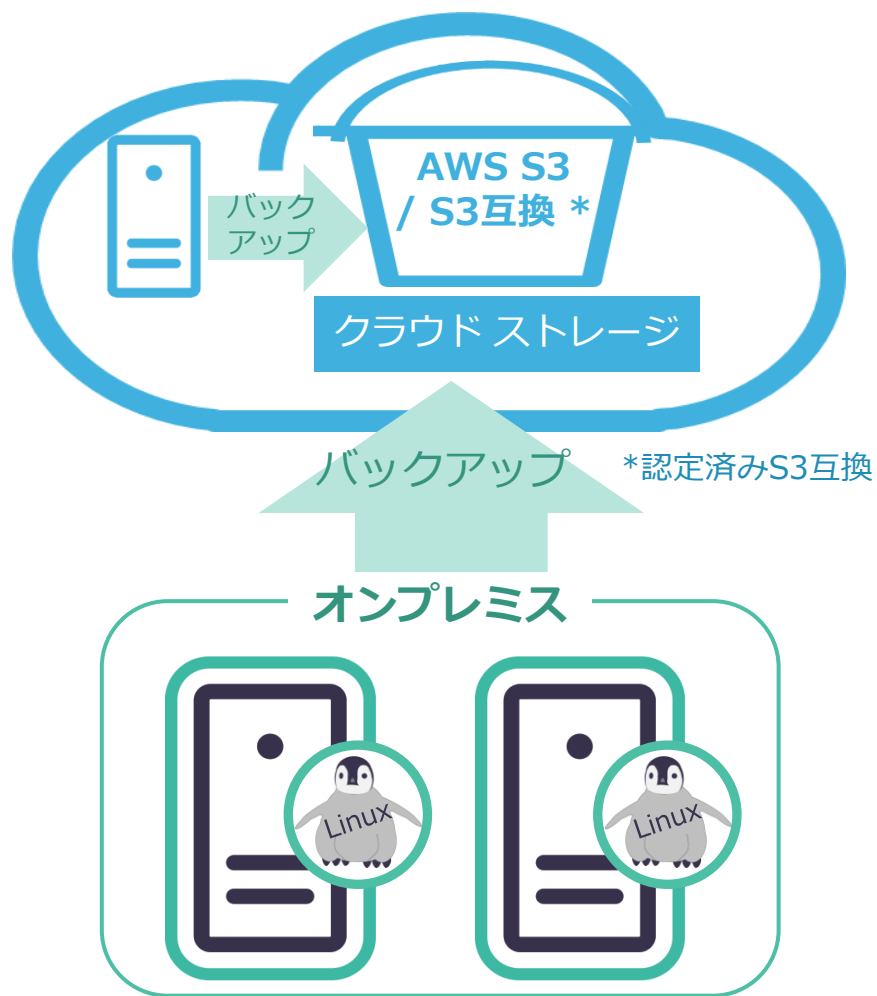 AWS S3
/ S3互換 *
バック
アップ
クラウド ストレージ
バックアップ
*認定済みS3互換
オンプレミス
Linux
Linux